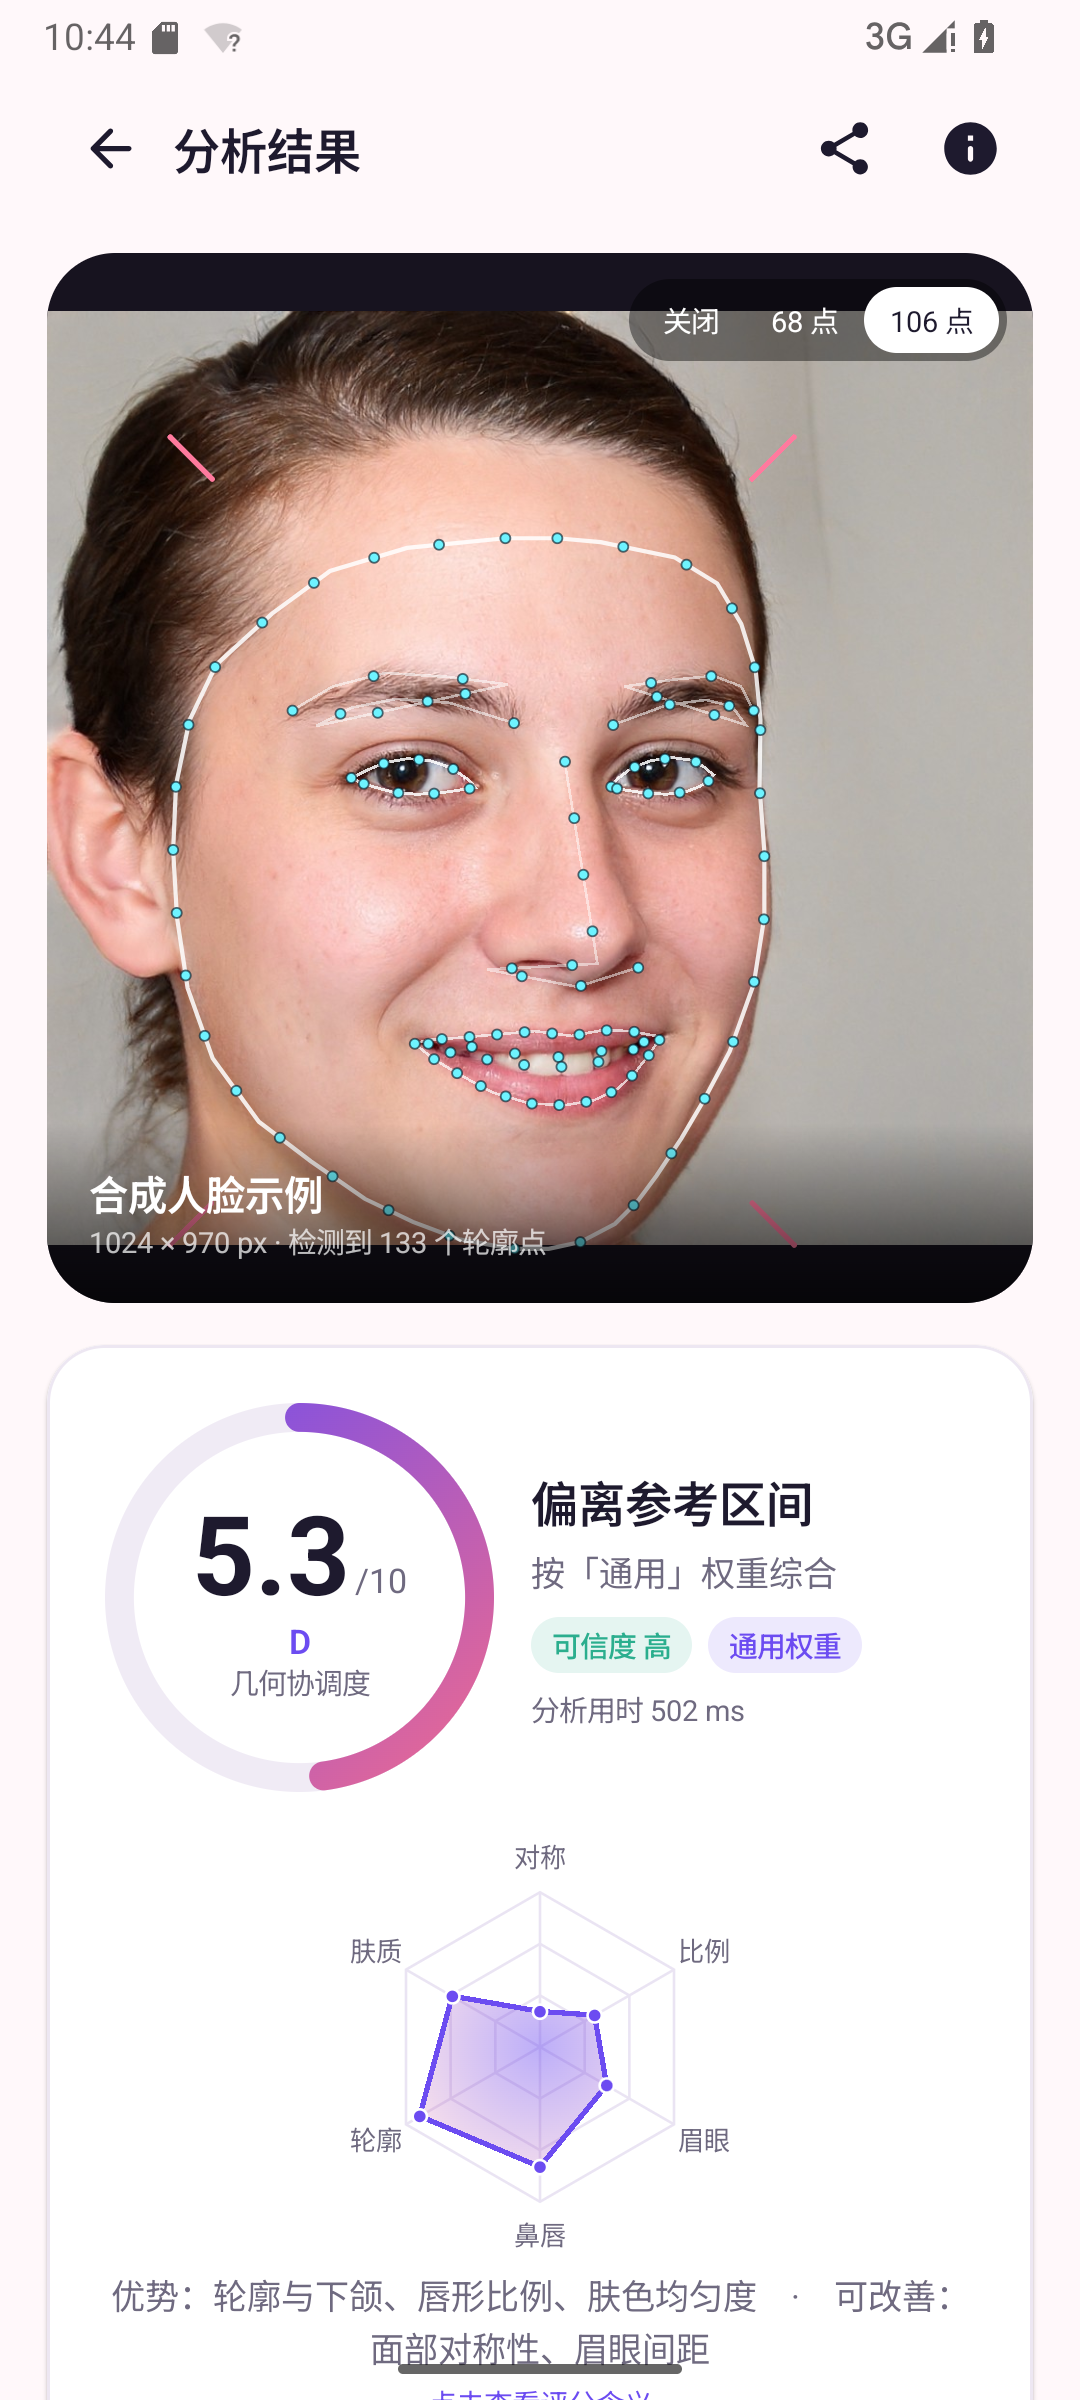 10:44
3G
分析结果
关闭 68 点 106 点
合成人脸示例
1024 × 970 px · 检测到 133 个轮廓点
5.3/10
D
几何协调度
偏离参考区间
按「通用」权重综合
可信度 高 通用权重
分析用时 502 ms
对称
肤质 比例
轮廓 眉眼
鼻唇
优势：轮廓与下颌、唇形比例、肤色均匀度 · 可改善：
面部对称性、眉眼间距